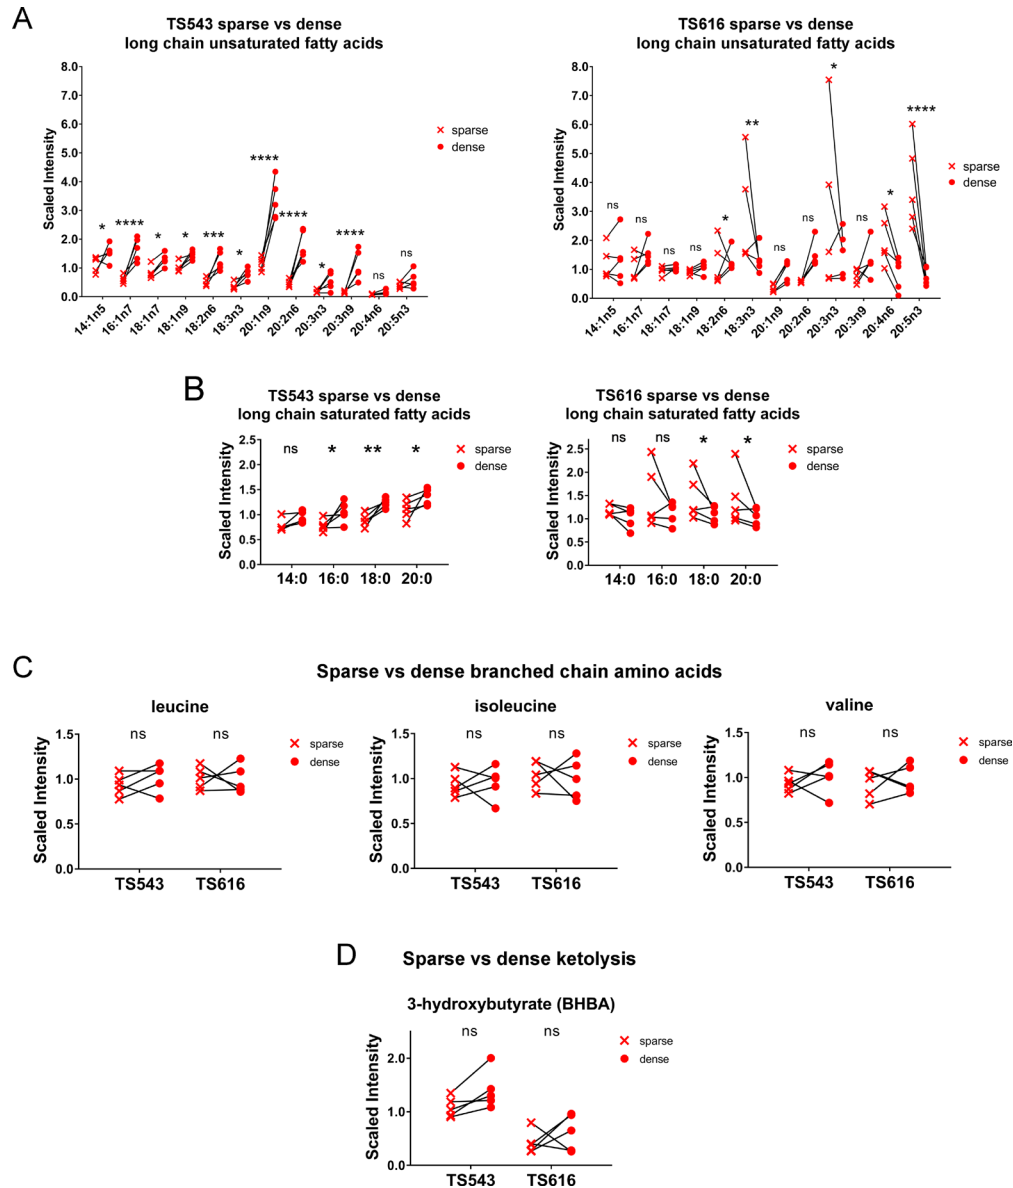 A
TS543 sparse vs dense
long chain unsaturated fatty acids
Scaled Intensity
8.0
7.0
6.0
5.0
4.0
3.0
2.0
1.0
0.0
* **** * * *** * **** **** * **** ns ns
14:1n5 16:1n7 18:1n7 18:1n9 18:2n6 18:3n3 20:1n9 20:2n6 20:3n3 20:3n9 20:4n6 20:5n3
sparse
dense
TS616 sparse vs dense
long chain unsaturated fatty acids
Scaled Intensity
8.0
7.0
6.0
5.0
4.0
3.0
2.0
1.0
0.0
ns ns ns ns * ** ns ns * ns * ****
14:1n5 16:1n7 18:1n7 18:1n9 18:2n6 18:3n3 20:1n9 20:2n6 20:3n3 20:3n9 20:4n6 20:5n3
sparse
dense
B
TS543 sparse vs dense
long chain saturated fatty acids
Scaled Intensity
2.5
2.0
1.5
1.0
0.5
0.0
ns * ** *
14:0 16:0 18:0 20:0
sparse
dense
TS616 sparse vs dense
long chain saturated fatty acids
Scaled Intensity
2.5
2.0
1.5
1.0
0.5
0.0
ns ns * *
14:0 16:0 18:0 20:0
sparse
dense
C
Sparse vs dense branched chain amino acids
leucine
Scaled Intensity
1.5
1.0
0.5
0.0
ns ns
TS543 TS616
sparse
dense
isoleucine
Scaled Intensity
1.5
1.0
0.5
0.0
ns ns
TS543 TS616
sparse
dense
valine
Scaled Intensity
1.5
1.0
0.5
0.0
ns ns
TS543 TS616
sparse
dense
D
Sparse vs dense ketolysis
3-hydroxybutyrate (BHBA)
Scaled Intensity
2.0
1.0
0.0
ns ns
TS543 TS616
sparse
dense